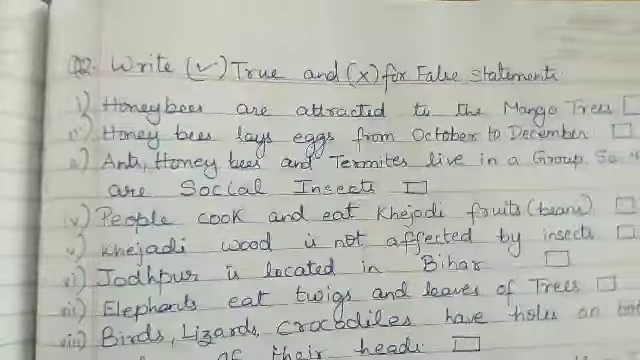 Q2. Write (✓) True and (x) for False statements.
i) Honeybees are attracted to the Mango Trees
ii) Honey bees lays eggs from October to December
iii) Ants, Honey bees and Termites live in a Group. So
are Social Insects
iv) People cook and eat Khejadi fruits (beans)
v) Khejadi wood is not affected by insects
vi) Jodhpur is located in Bihar
vii) Elephants eat twigs and leaves of Trees
viii) Birds, Lizards, Crocodiles have holes on
of their heads.